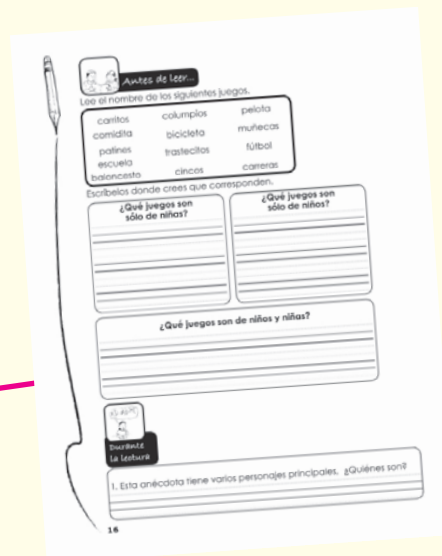 Antes de leer...
Lee el nombre de los siguientes juegos.
carritos columpios pelota
comidita bicicleta muñecas
patines trastecitos fútbol
escuela
baloncesto cincos carreras
Escríbelos donde crees que corresponden.
¿Qué juegos son
sólo de niñas?
¿Qué juegos son
sólo de niños?
¿Qué juegos son de niños y niñas?
Durante
la lectura
1. Esta anécdota tiene varios personajes principales. ¿Quiénes son?
16